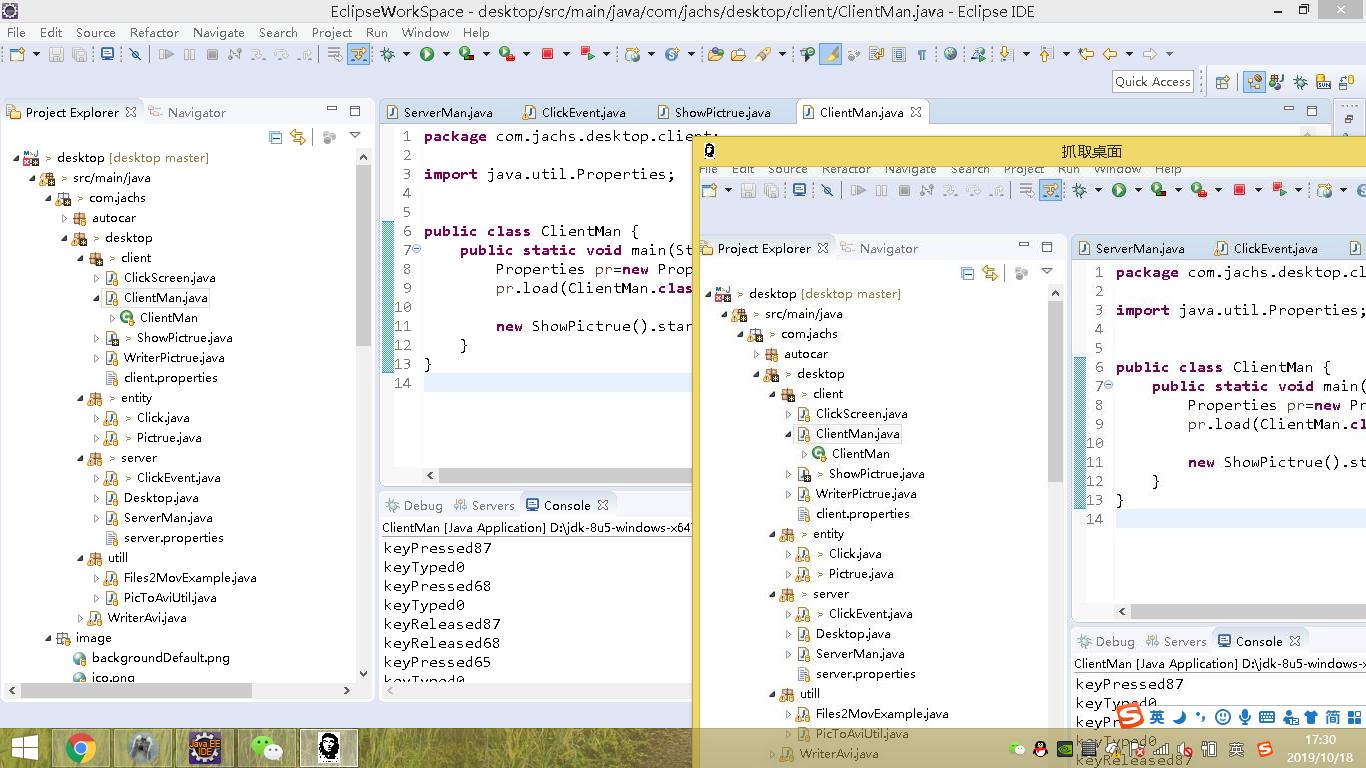 EclipseWorkSpace - desktop/src/main/java/com/jachs/desktop/client/ClientMan.java - Eclipse IDE
File Edit Source Refactor Navigate Search Project Run Window Help
Quick Access
Project Explorer
Navigator
> desktop [desktop master]
> src/main/java
> com.jachs
autocar
> desktop
> client
ClickScreen.java
ClientMan.java
ClientMan
> ShowPictrue.java
WriterPictrue.java
client.properties
> entity
> Click.java
> Pictrue.java
> server
> ClickEvent.java
Desktop.java
ServerMan.java
server.properties
utill
Files2MovExample.java
PicToAviUtil.java
WriterAvi.java
image
backgroundDefault.png
ico.png
ServerMan.java
ClickEvent.java
ShowPictrue.java
ClientMan.java
1 package com.jachs.desktop.client;
2
3 import java.util.Properties;
4
5
6 public class ClientMan {
7 public static void main(St
8 Properties pr=new Prop
9 pr.load(ClientMan.clas
10
11 new ShowPictrue().star
12 }
13 }
14
Debug Servers Console
ClientMan [Java Application] D:\jdk-8u5-windows-x64
keyPressed87
keyTyped0
keyPressed68
keyTyped0
keyReleased87
keyReleased68
keyPressed65
keyTyped0
抓取桌面
File Edit Source Refactor Navigate Search Project Run Window Help
Project Explorer
Navigator
> desktop [desktop master]
> src/main/java
> com.jachs
autocar
> desktop
> client
ClickScreen.java
ClientMan.java
ClientMan
> ShowPictrue.java
WriterPictrue.java
client.properties
> entity
> Click.java
> Pictrue.java
> server
> ClickEvent.java
Desktop.java
ServerMan.java
server.properties
utill
Files2MovExample.java
PicToAviUtil.java
WriterAvi.java
ServerMan.java
ClickEvent.java
1 package com.jachs.desktop.cl
2
3 import java.util.Properties;
4
5
6 public class ClientMan {
7 public static void main(
8 Properties pr=new Pr
9 pr.load(ClientMan.cl
10
11 new ShowPictrue().st
12 }
13 }
14
Debug Servers Console
ClientMan [Java Application] D:\jdk-8u5-windows-x
keyPressed87
keyTyped0
keyPr
keyReleased87
英 简
Java EE
IDE
英
17:30
2019/10/18